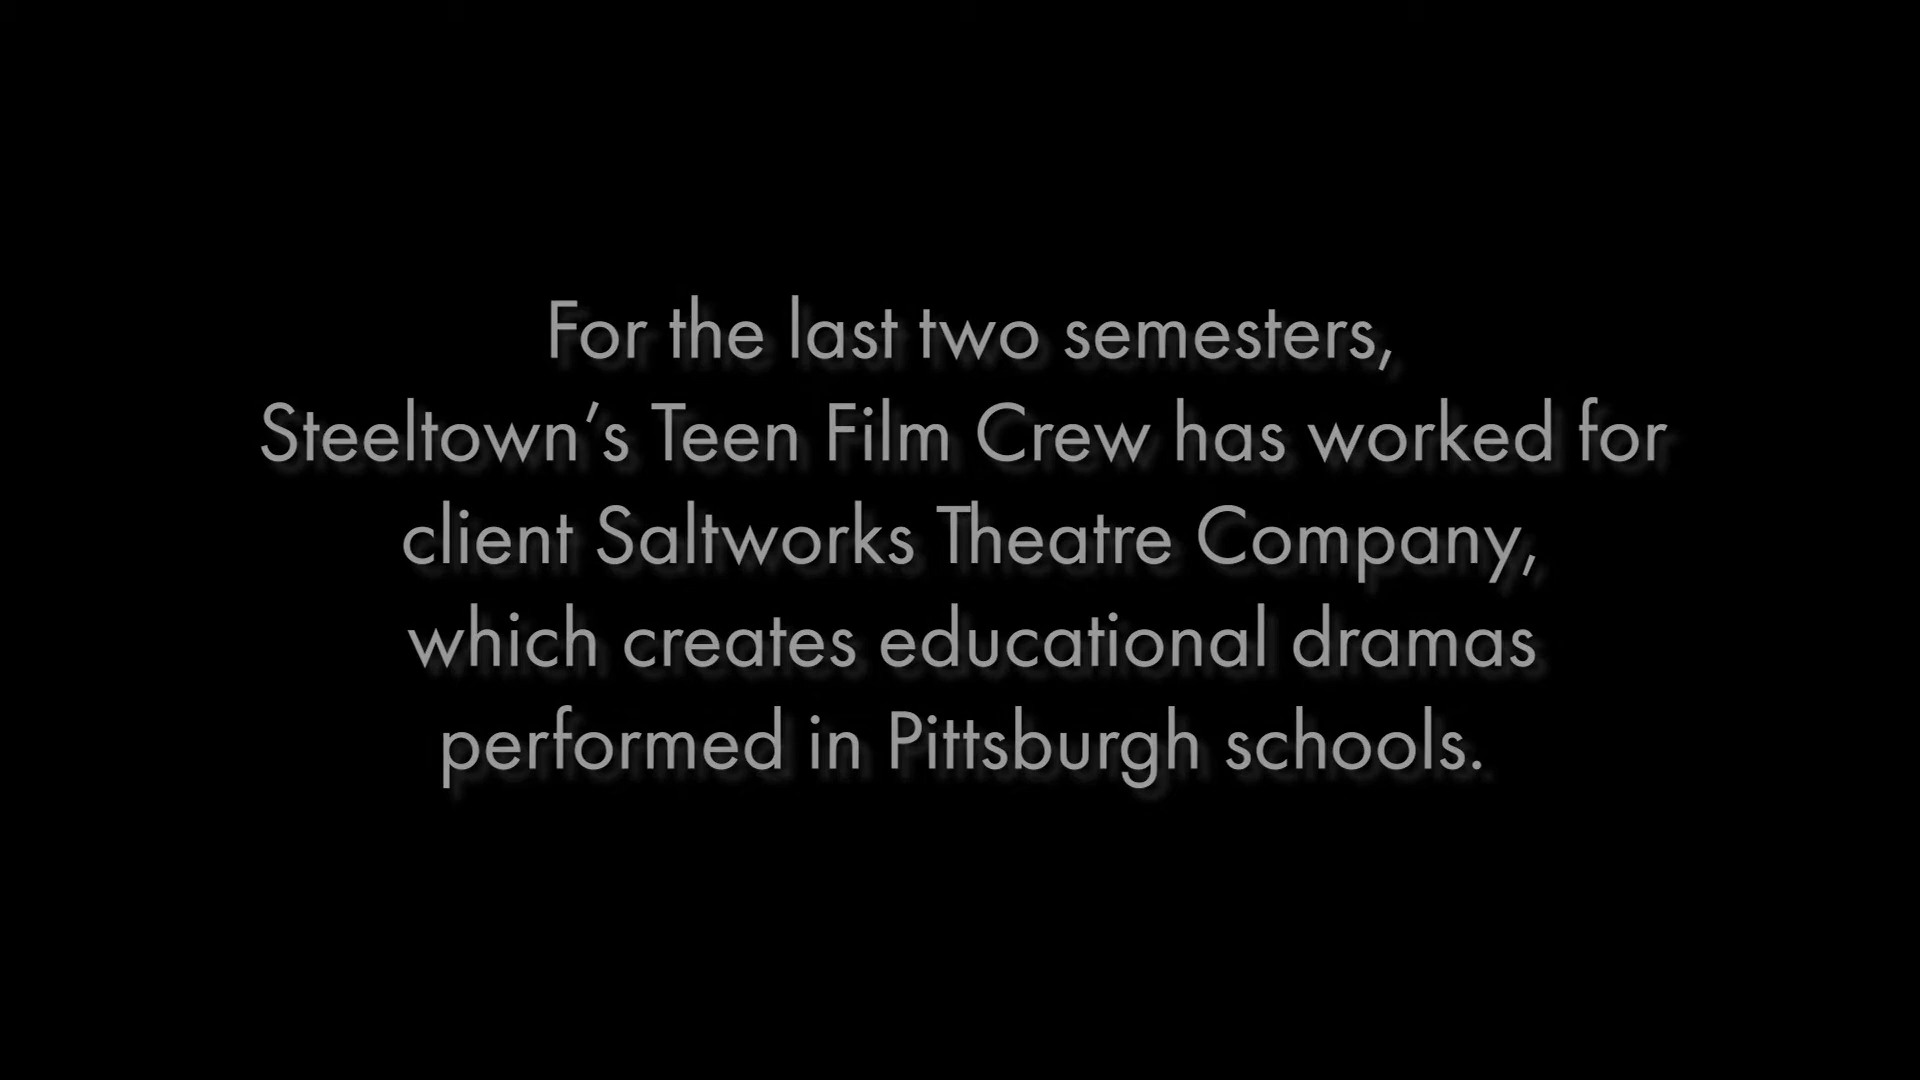 For the last two semesters,
Steeltown’s Teen Film Crew has worked for
client Saltworks Theatre Company,
which creates educational dramas
performed in Pittsburgh schools.